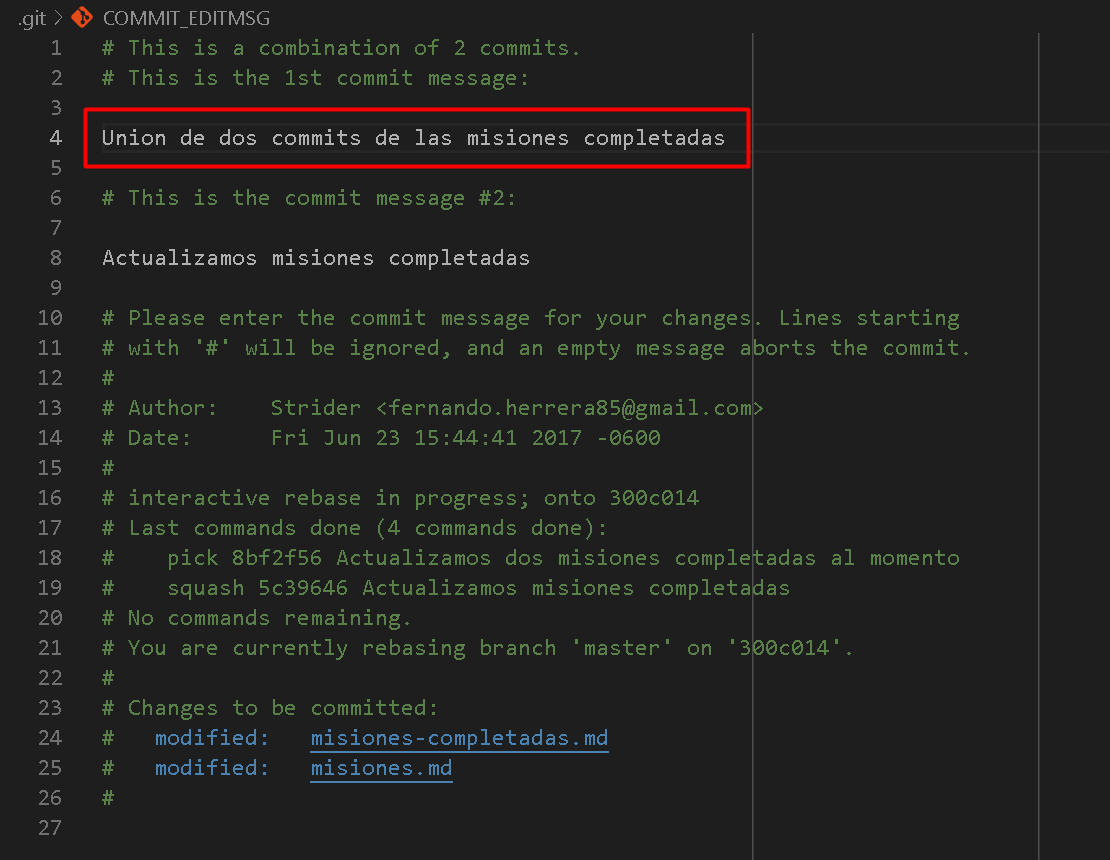 .git > COMMIT_EDITMSG
1 # This is a combination of 2 commits.
2 # This is the 1st commit message:
3
4 Union de dos commits de las misiones completadas
5
6 # This is the commit message #2:
7
8 Actualizamos misiones completadas
9
10 # Please enter the commit message for your changes. Lines starting
11 # with '#' will be ignored, and an empty message aborts the commit.
12 #
13 # Author:    Strider <fernando.herrera85@gmail.com>
14 # Date:      Fri Jun 23 15:44:41 2017 -0600
15 #
16 # interactive rebase in progress; onto 300c014
17 # Last commands done (4 commands done):
18 #    pick 8bf2f56 Actualizamos dos misiones completadas al momento
19 #    squash 5c39646 Actualizamos misiones completadas
20 # No commands remaining.
21 # You are currently rebasing branch 'master' on '300c014'.
22 #
23 # Changes to be committed:
24 #   modified:   misiones-completadas.md
25 #   modified:   misiones.md
26 #
27